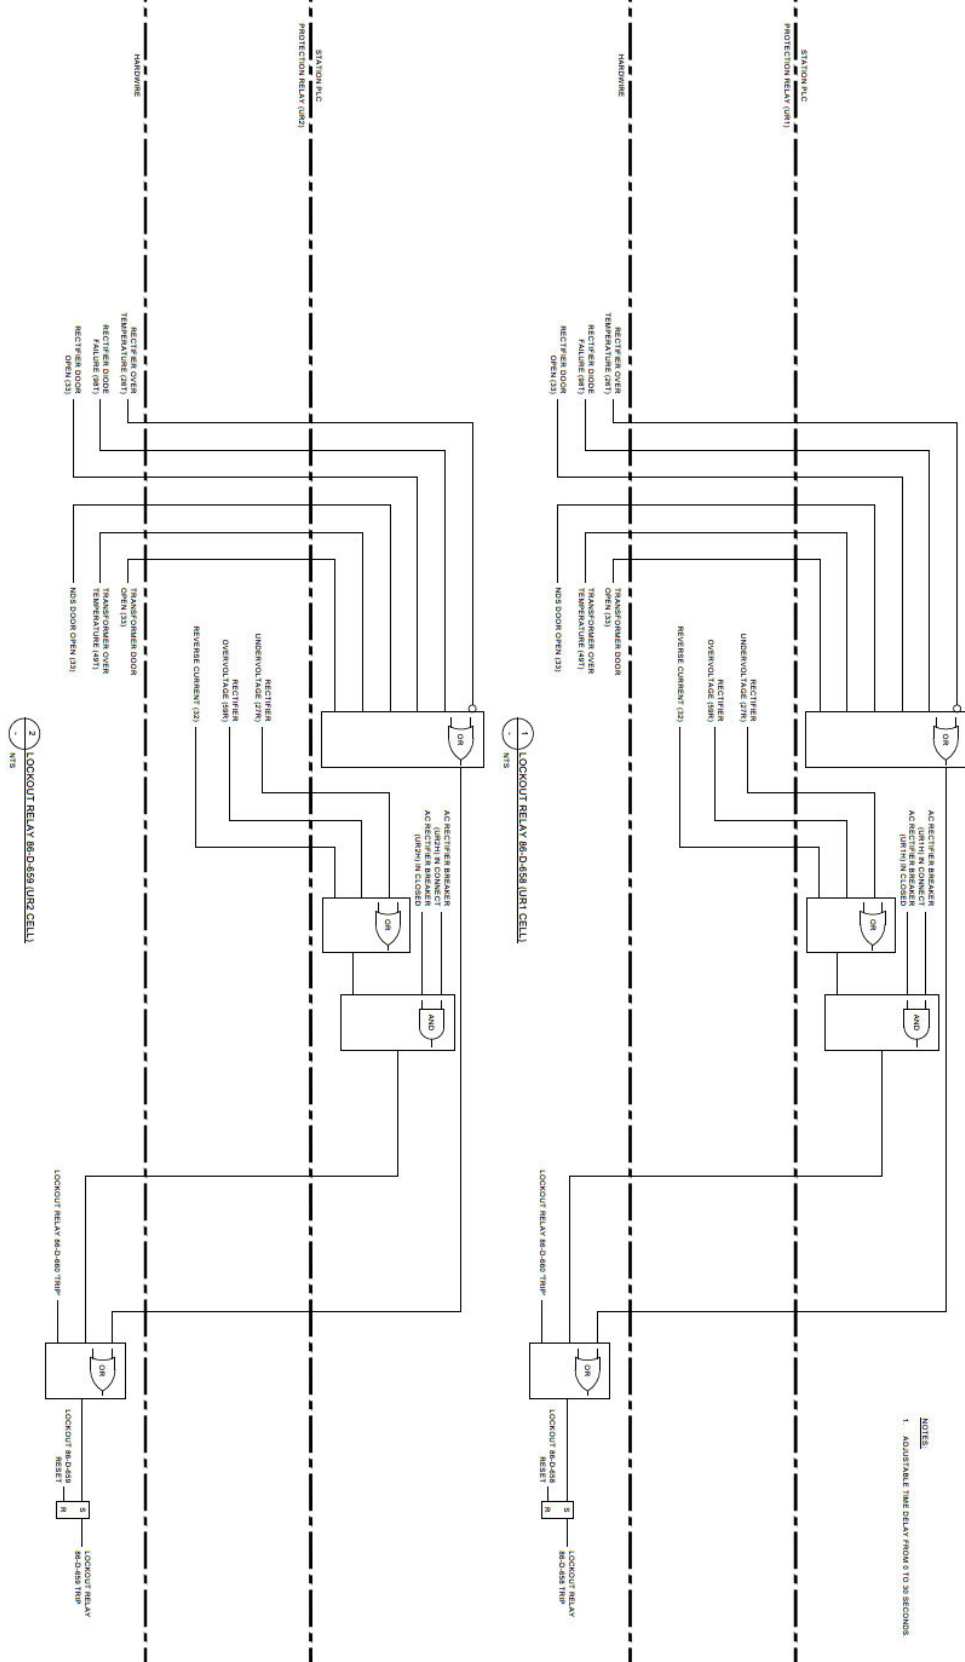 NOTES:
1. ADJUSTABLE TIME DELAY FROM 0 TO 30 SECONDS.
STATION PLC
PROTECTION RELAY (UR1)
HARDWIRE
RECTIFIER OVER
TEMPERATURE (26T)
RECTIFIER DIODE
FAILURE (98T)
RECTIFIER DOOR
OPEN (33)
TRANSFORMER DOOR
OPEN (33)
TRANSFORMER OVER
TEMPERATURE (49T)
NDS DOOR OPEN (33)
OR
RECTIFIER
UNDERVOLTAGE (27R)
RECTIFIER
OVERVOLTAGE (59R)
REVERSE CURRENT (32)
OR
AC RECTIFIER BREAKER
(UR1H) IN CONNECT
AC RECTIFIER BREAKER
(UR1H) IN CLOSED
AND
LOCKOUT RELAY 86-D-660 'TRIP'
OR
LOCKOUT 86-D-658
RESET
S
R
LOCKOUT RELAY
86-D-658 TRIP
1
-
LOCKOUT RELAY 86-D-658 (UR1 CELL)
NTS
STATION PLC
PROTECTION RELAY (UR2)
HARDWIRE
RECTIFIER OVER
TEMPERATURE (26T)
RECTIFIER DIODE
FAILURE (98T)
RECTIFIER DOOR
OPEN (33)
TRANSFORMER DOOR
OPEN (33)
TRANSFORMER OVER
TEMPERATURE (49T)
NDS DOOR OPEN (33)
OR
RECTIFIER
UNDERVOLTAGE (27R)
RECTIFIER
OVERVOLTAGE (59R)
REVERSE CURRENT (32)
OR
AC RECTIFIER BREAKER
(UR2H) IN CONNECT
AC RECTIFIER BREAKER
(UR2H) IN CLOSED
AND
LOCKOUT RELAY 86-D-660 'TRIP'
OR
LOCKOUT 86-D-659
RESET
S
R
LOCKOUT RELAY
86-D-659 TRIP
2
-
LOCKOUT RELAY 86-D-659 (UR2 CELL)
NTS